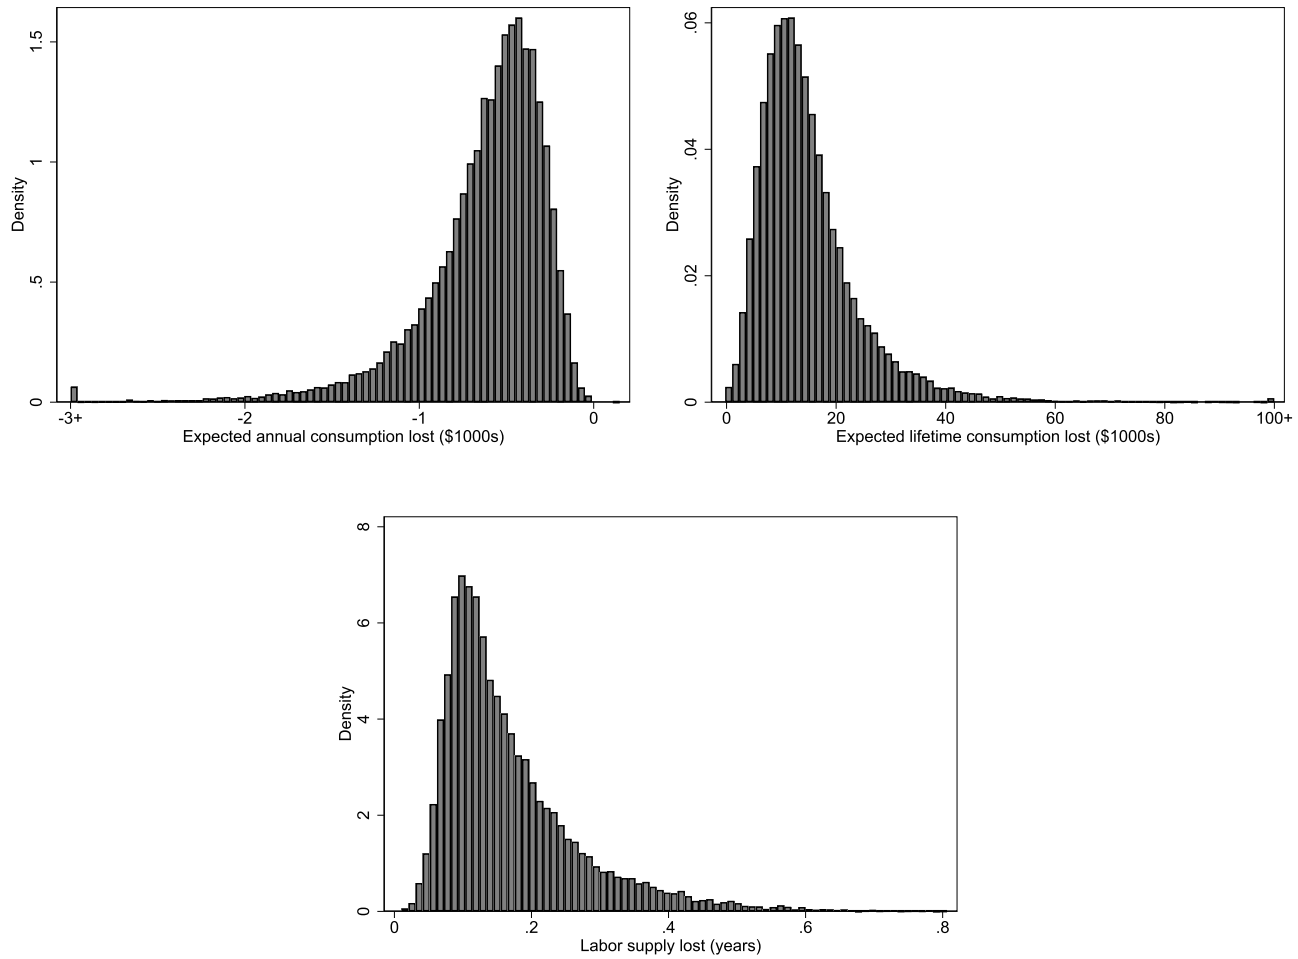 Density
0 .5 1 1.5
-3+ -2 -1 0
Expected annual consumption lost ($1000s)
Density
0 .02 .04 .06
0 20 40 60 80 100+
Expected lifetime consumption lost ($1000s)
Density
0 2 4 6 8
0 .2 .4 .6 .8
Labor supply lost (years)